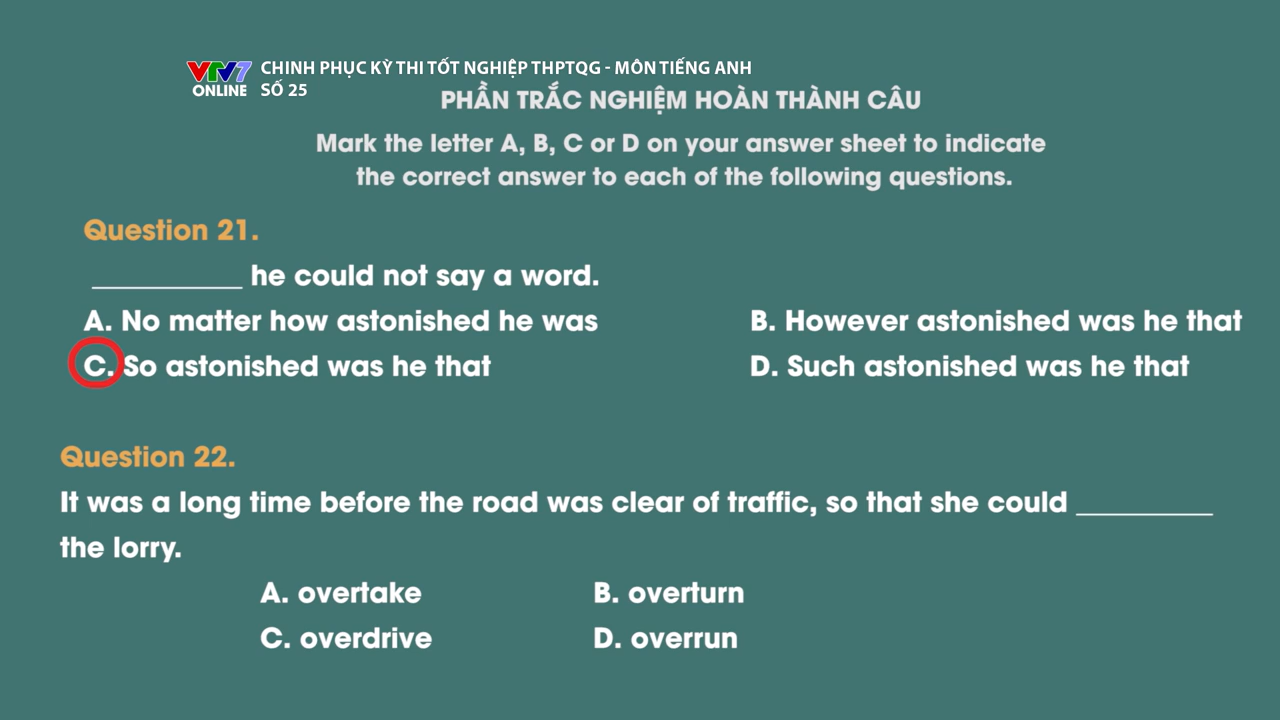 VTV7 ONLINE
CHINH PHỤC KỲ THI TỐT NGHIỆP THPTQG - MÔN TIẾNG ANH
SỐ 25
PHẦN TRẮC NGHIỆM HOÀN THÀNH CÂU
Mark the letter A, B, C or D on your answer sheet to indicate
the correct answer to each of the following questions.
Question 21.
__________ he could not say a word.
A. No matter how astonished he was B. However astonished was he that
C. So astonished was he that D. Such astonished was he that
Question 22.
It was a long time before the road was clear of traffic, so that she could _________
the lorry.
A. overtake B. overturn
C. overdrive D. overrun